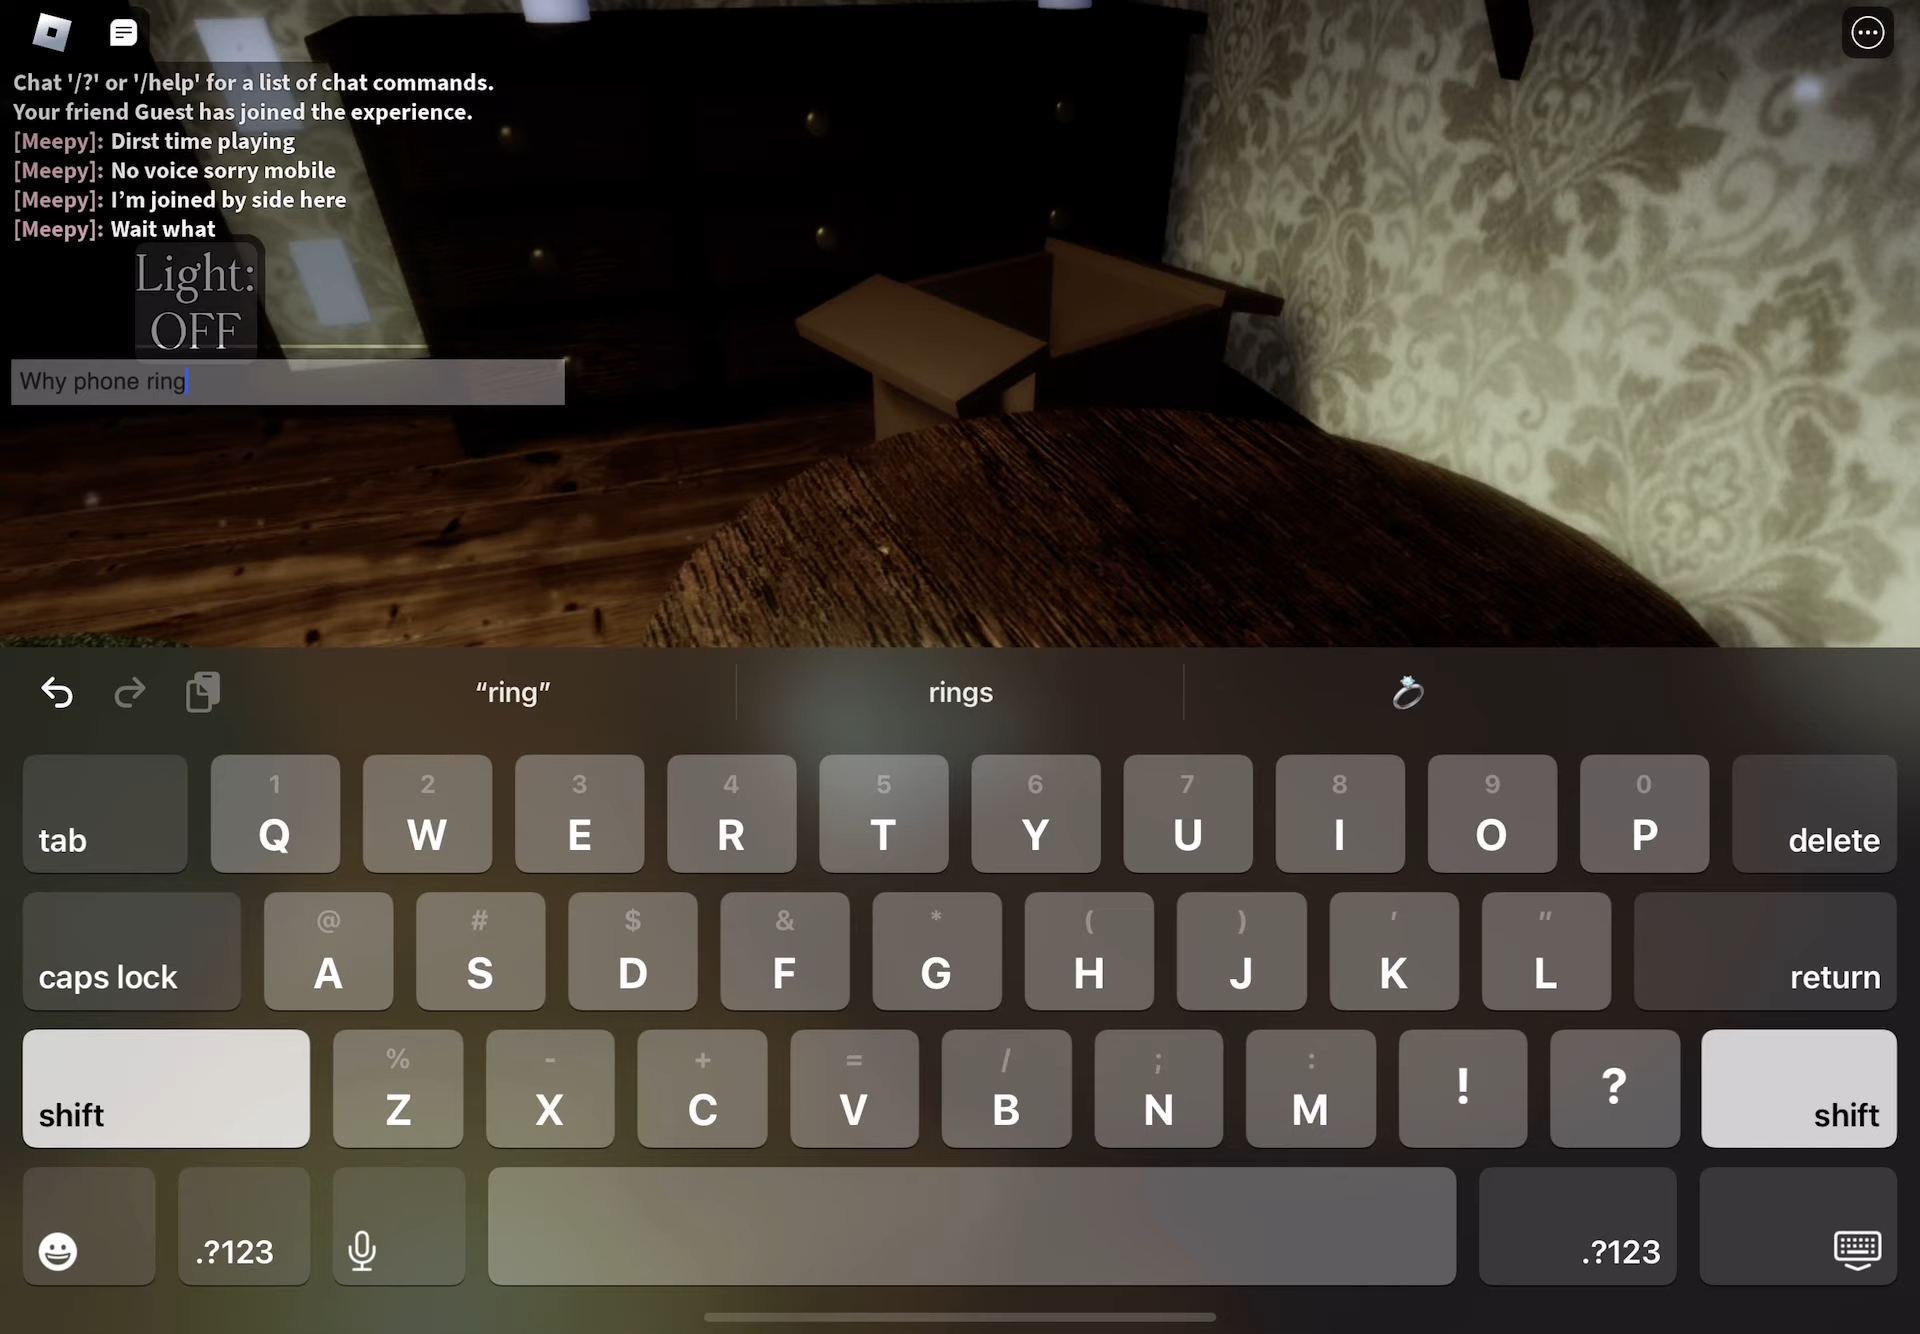 Chat '/?' or '/help' for a list of chat commands.
Your friend Guest has joined the experience.
[Meepy]: Dirst time playing
[Meepy]: No voice sorry mobile
[Meepy]: I’m joined by side here
[Meepy]: Wait what
Light:
OFF
Why phone ring
“ring” rings
1 2 3 4 5 6 7 8 9 0
tab Q W E R T Y U I O P delete
@ # $ & * ( ) ' "
caps lock A S D F G H J K L return
% - + = / ; :
shift Z X C V B N M ! ? shift
.?123 .?123